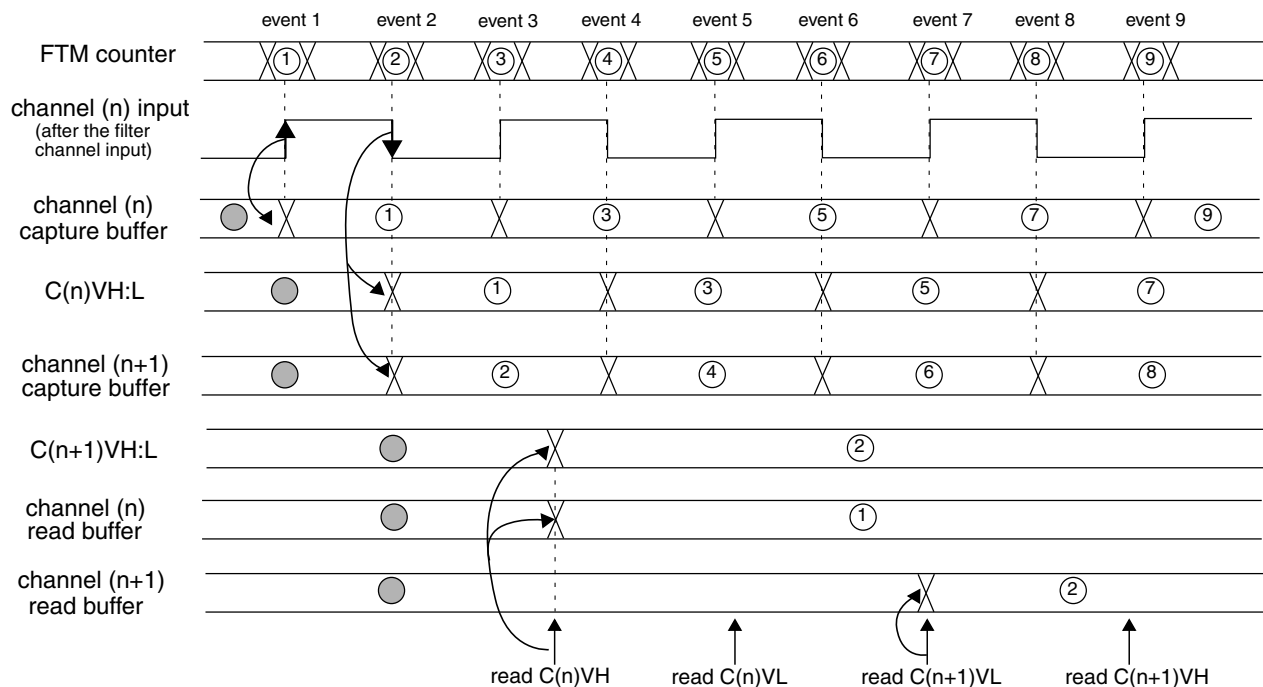 event 1 event 2 event 3 event 4 event 5 event 6 event 7 event 8 event 9
FTM counter 1 2 3 4 5 6 7 8 9
channel (n) input
(after the filter
channel input)
channel (n)
capture buffer
1 3 5 7 9
C(n)VH:L 1 3 5 7
channel (n+1)
capture buffer
2 4 6 8
C(n+1)VH:L 2
channel (n)
read buffer
1
channel (n+1)
read buffer
2
read C(n)VH read C(n)VL read C(n+1)VL read C(n+1)VH